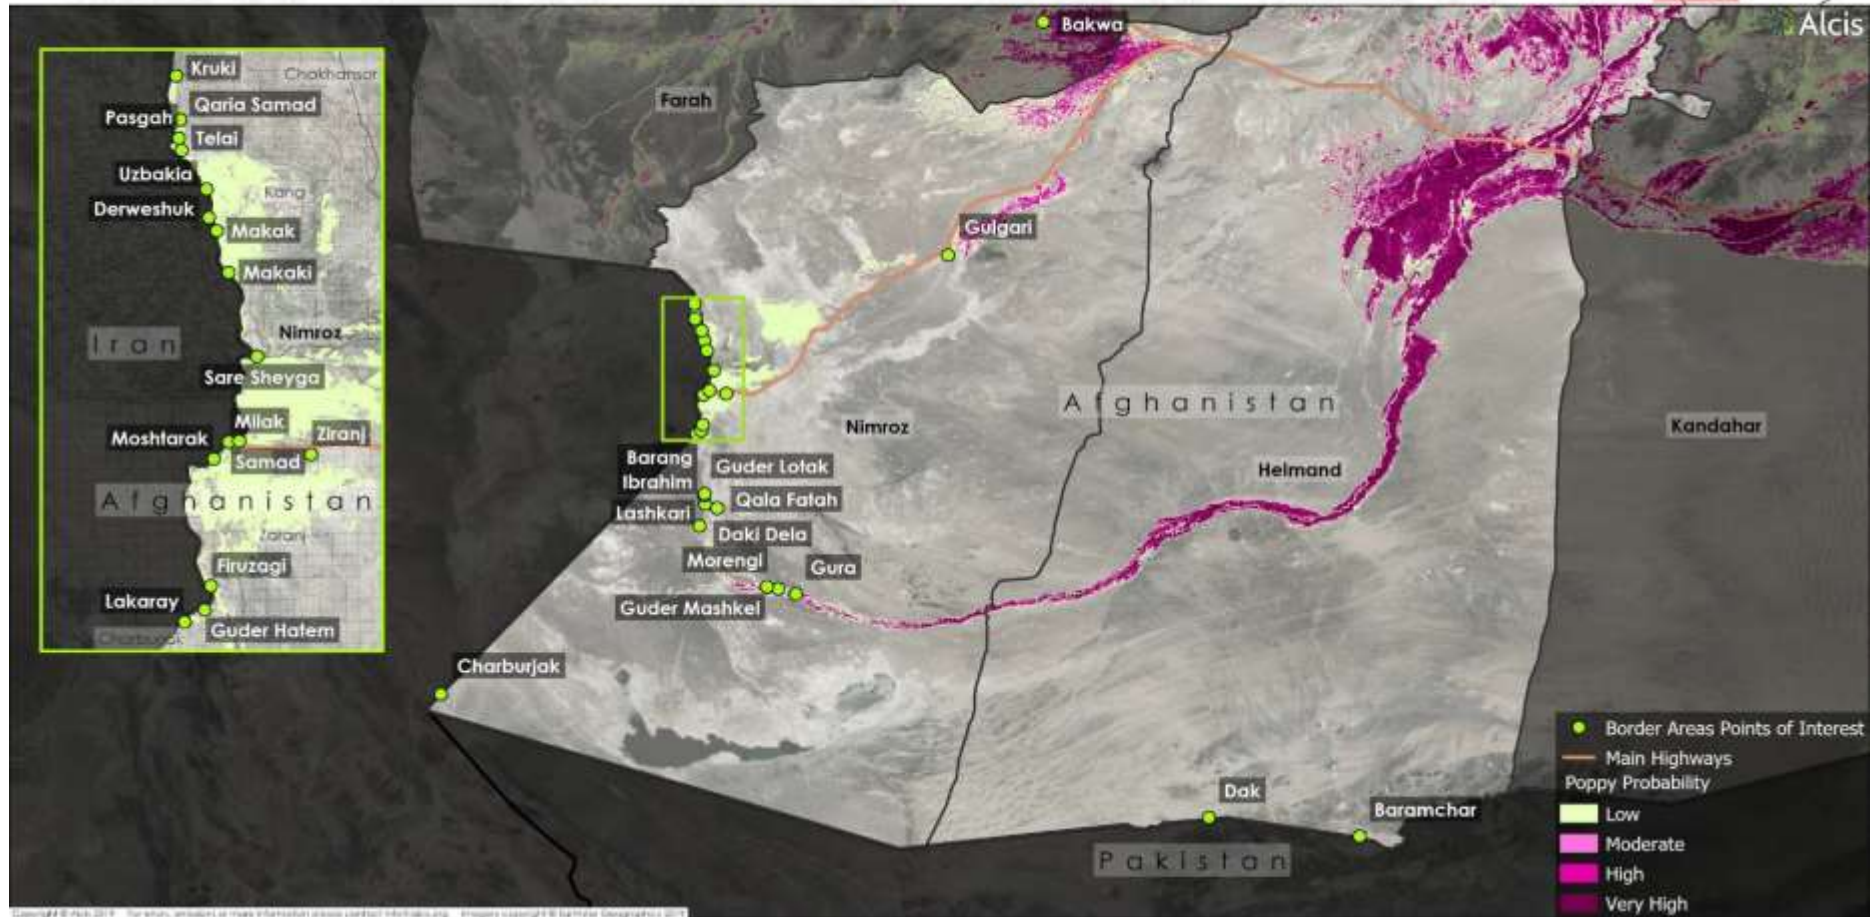 Alcis
Bakwa
Farah
Kruki
Chakhansor
Qaria Samad
Pasgah
Telai
Uzbakia
Kang
Derweshuk
Makak
Makaki
Nimroz
Iran
Sare Sheyga
Milak
Moshtarak
Ziranj
Samad
Afghanistan
Zaranj
Firuzagi
Lakaray
Guder Hatem
Charburjak
Gulgari
Afghanistan
Nimroz
Kandahar
Helmand
Barang
Ibrahim
Guder Lotak
Qala Fatah
Lashkari
Daki Dela
Morengi
Gura
Guder Mashkel
Charburjak
Dak
Baramchar
Pakistan
Border Areas Points of Interest
Main Highways
Poppy Probability
Low
Moderate
High
Very High